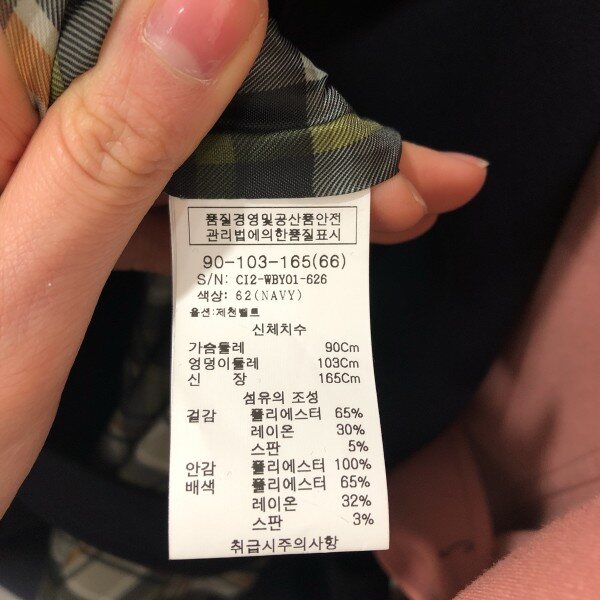 품질경영및공산품안전
관리법에의한품질표시
90-103-165(66)
S/N: CI2-WBY01-626
색상: 62(NAVY)
옵션:제천벨트
신체치수
가슴둘레 90Cm
엉덩이둘레 103Cm
신 장 165Cm
섬유의 조성
겉감 폴리에스터 65%
레이온 30%
스판 5%
안감 폴리에스터 100%
배색 폴리에스터 65%
레이온 32%
스판 3%
취급시주의사항